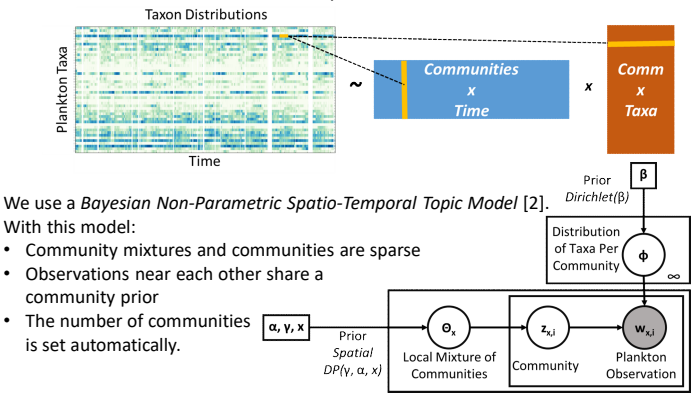 Taxon Distributions
Plankton Taxa
Time
~
Communities
x
Time
x
Comm
x
Taxa
We use a Bayesian Non-Parametric Spatio-Temporal Topic Model [2].
With this model:
• Community mixtures and communities are sparse
• Observations near each other share a
community prior
• The number of communities
is set automatically.
β
Prior
Dirichlet(β)
Distribution
of Taxa Per
Community
ϕ
∞
α, γ, x
Prior
Spatial
DP(γ, α, x)
Θx
Local Mixture of
Communities
zx,i
Community
wx,i
Plankton
Observation